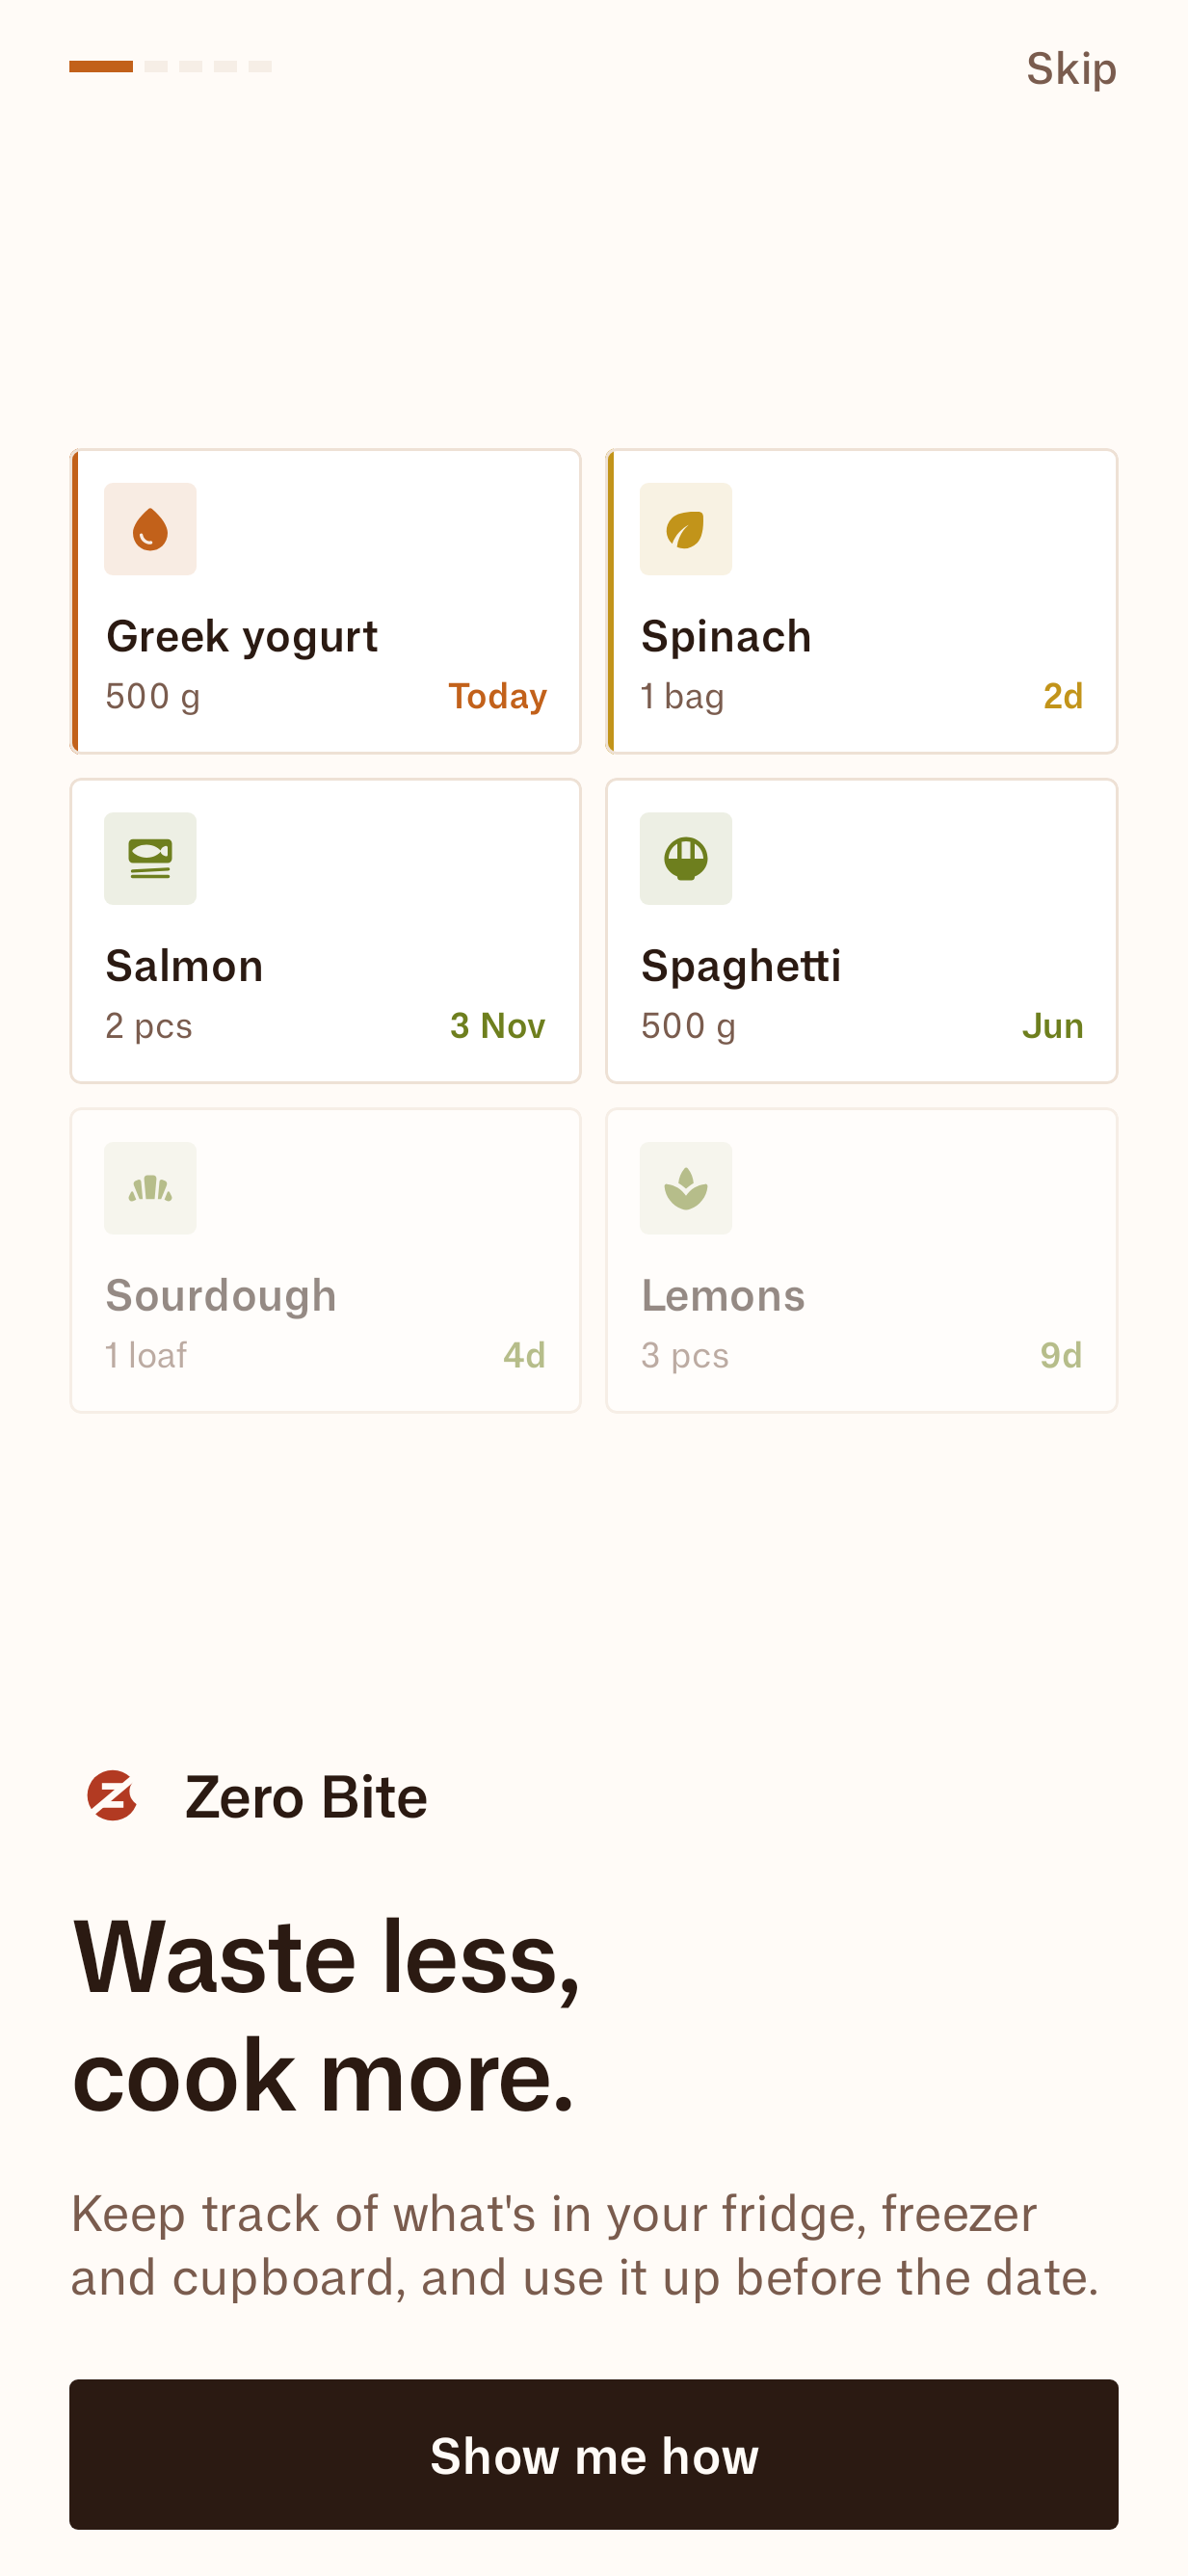 Skip
Greek yogurt
500 g Today
Spinach
1 bag 2d
Salmon
2 pcs 3 Nov
Spaghetti
500 g Jun
Sourdough
1 loaf 4d
Lemons
3 pcs 9d
Zero Bite
Waste less,
cook more.
Keep track of what's in your fridge, freezer
and cupboard, and use it up before the date.
Show me how